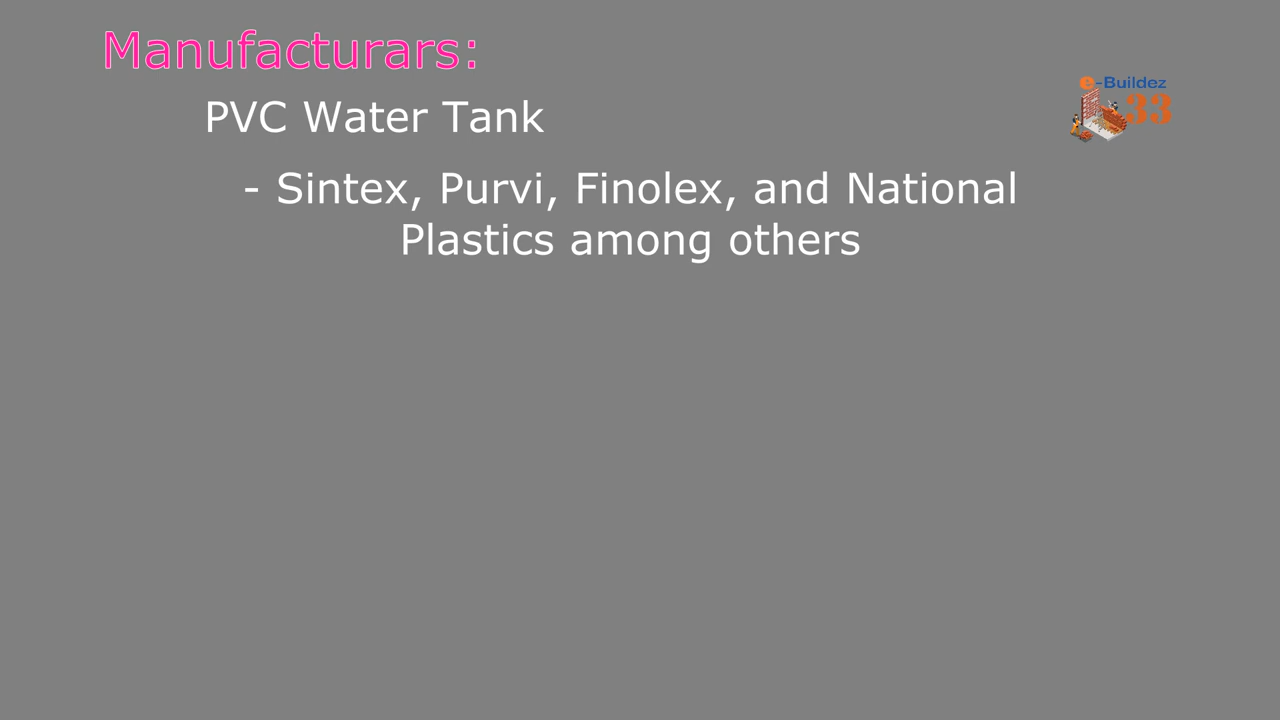 Manufacturars:
e-Buildez
33
PVC Water Tank
- Sintex, Purvi, Finolex, and National
Plastics among others